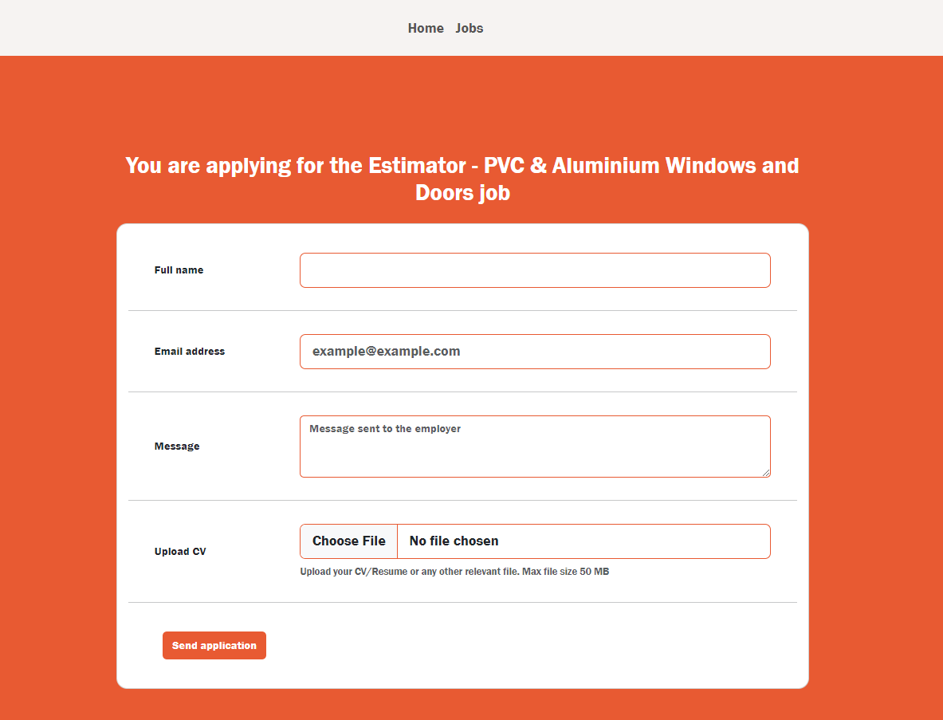 Home Jobs
You are applying for the Estimator - PVC & Aluminium Windows and
Doors job
Full name
Email address
example@example.com
Message
Message sent to the employer
Upload CV
Choose File No file chosen
Upload your CV/Resume or any other relevant file. Max file size 50 MB
Send application